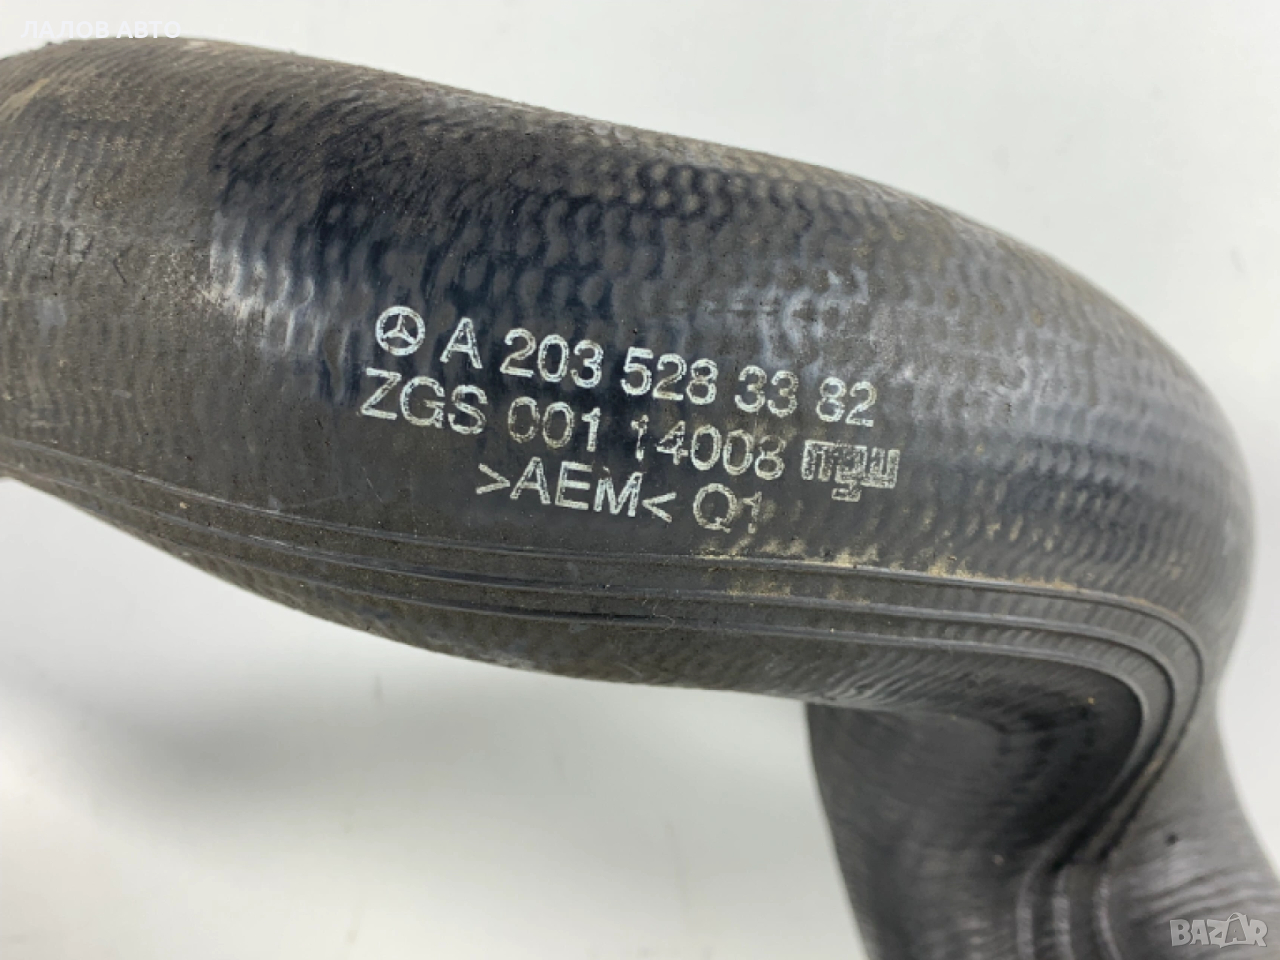 ЛАЛОВ АВТО
A 203 528 33 82
ZGS 001 14008
>AEM< Q1
BAZAR